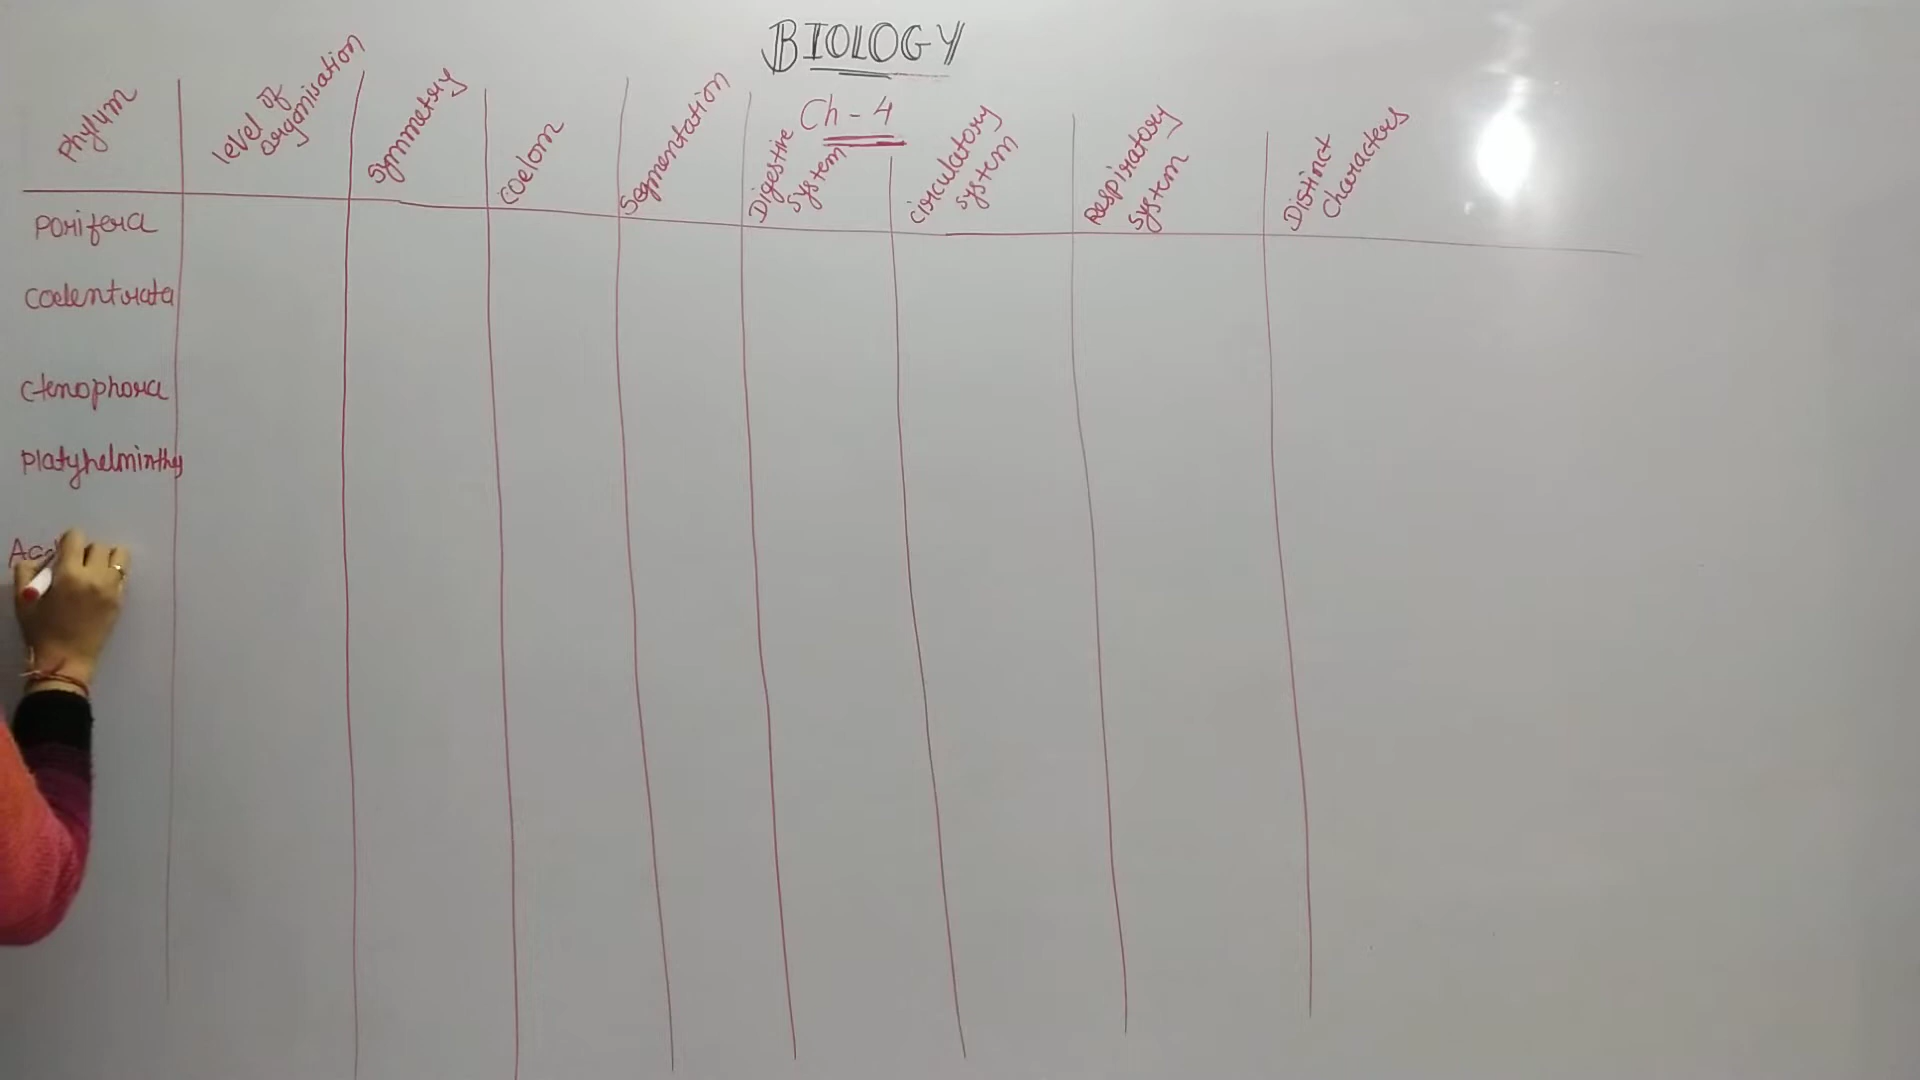 BIOLOGY
Ch - 4
Phylum
level of
organisation
Symmetry
Coelom
Segmentation
Digestive
System
Circulatory
System
Respiratory
System
Distinct
Characters
Porifera
Coelentrata
Ctenophora
Platyhelminthes